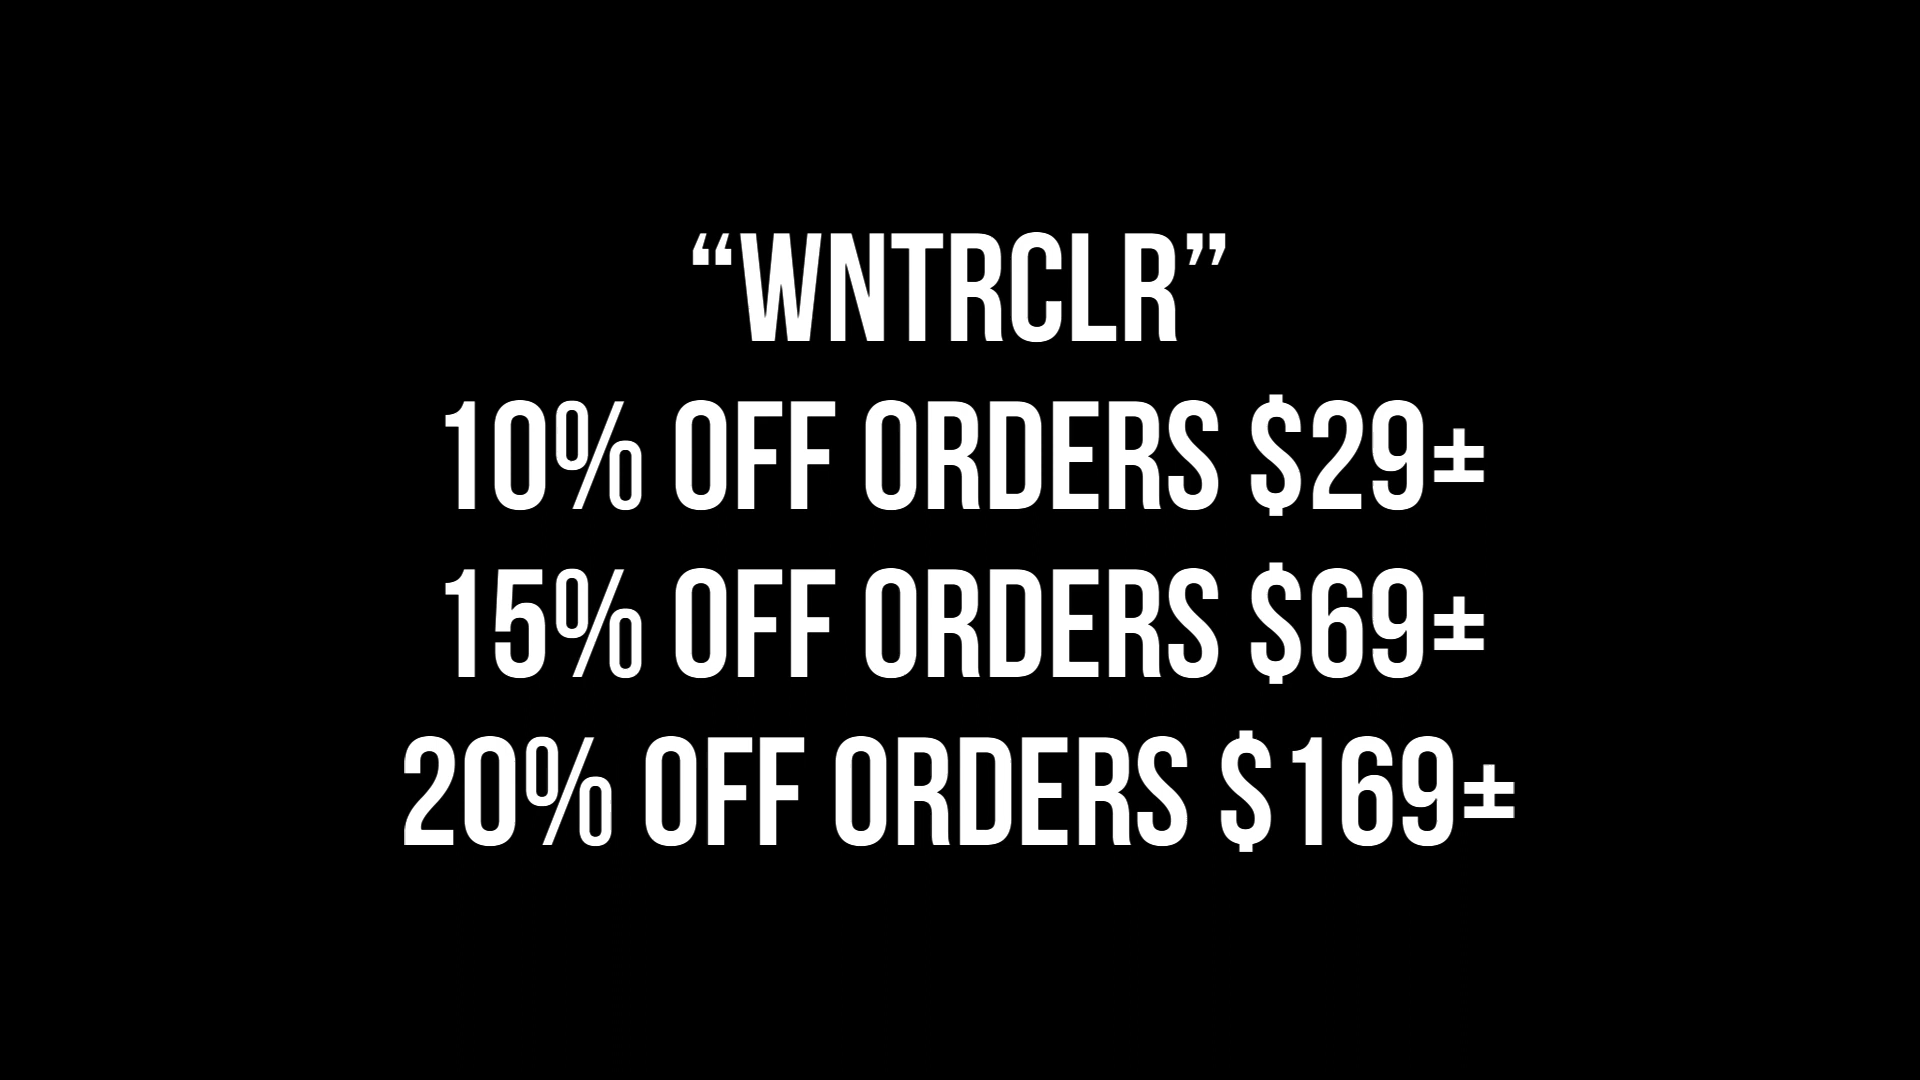 “WNTRCLR”
10% OFF ORDERS $29±
15% OFF ORDERS $69±
20% OFF ORDERS $169±